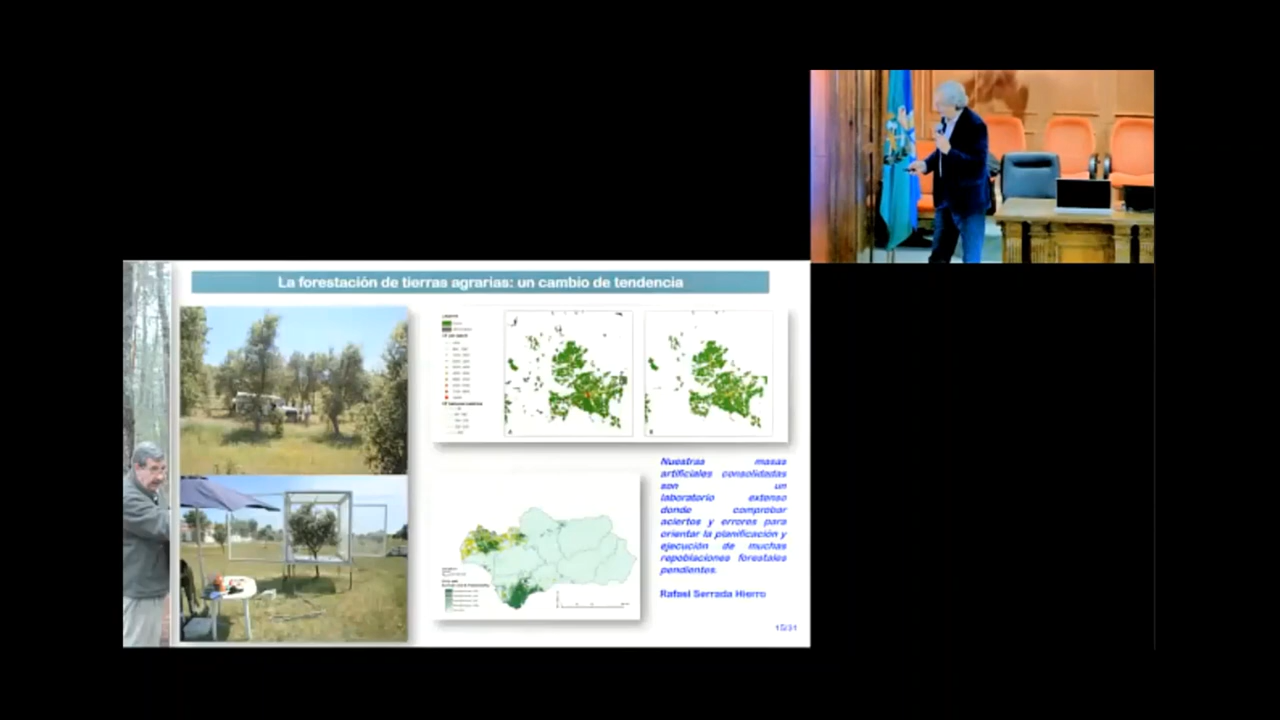 La forestación de tierras agrarias: un cambio de tendencia
Nuestras masas
artificiales consolidadas
son un
laboratorio extenso
donde comprobar
aciertos y errores para
orientar la planificación y
ejecución de muchas
repoblaciones forestales
pendientes.
Rafael Serrada Hierro
15/31